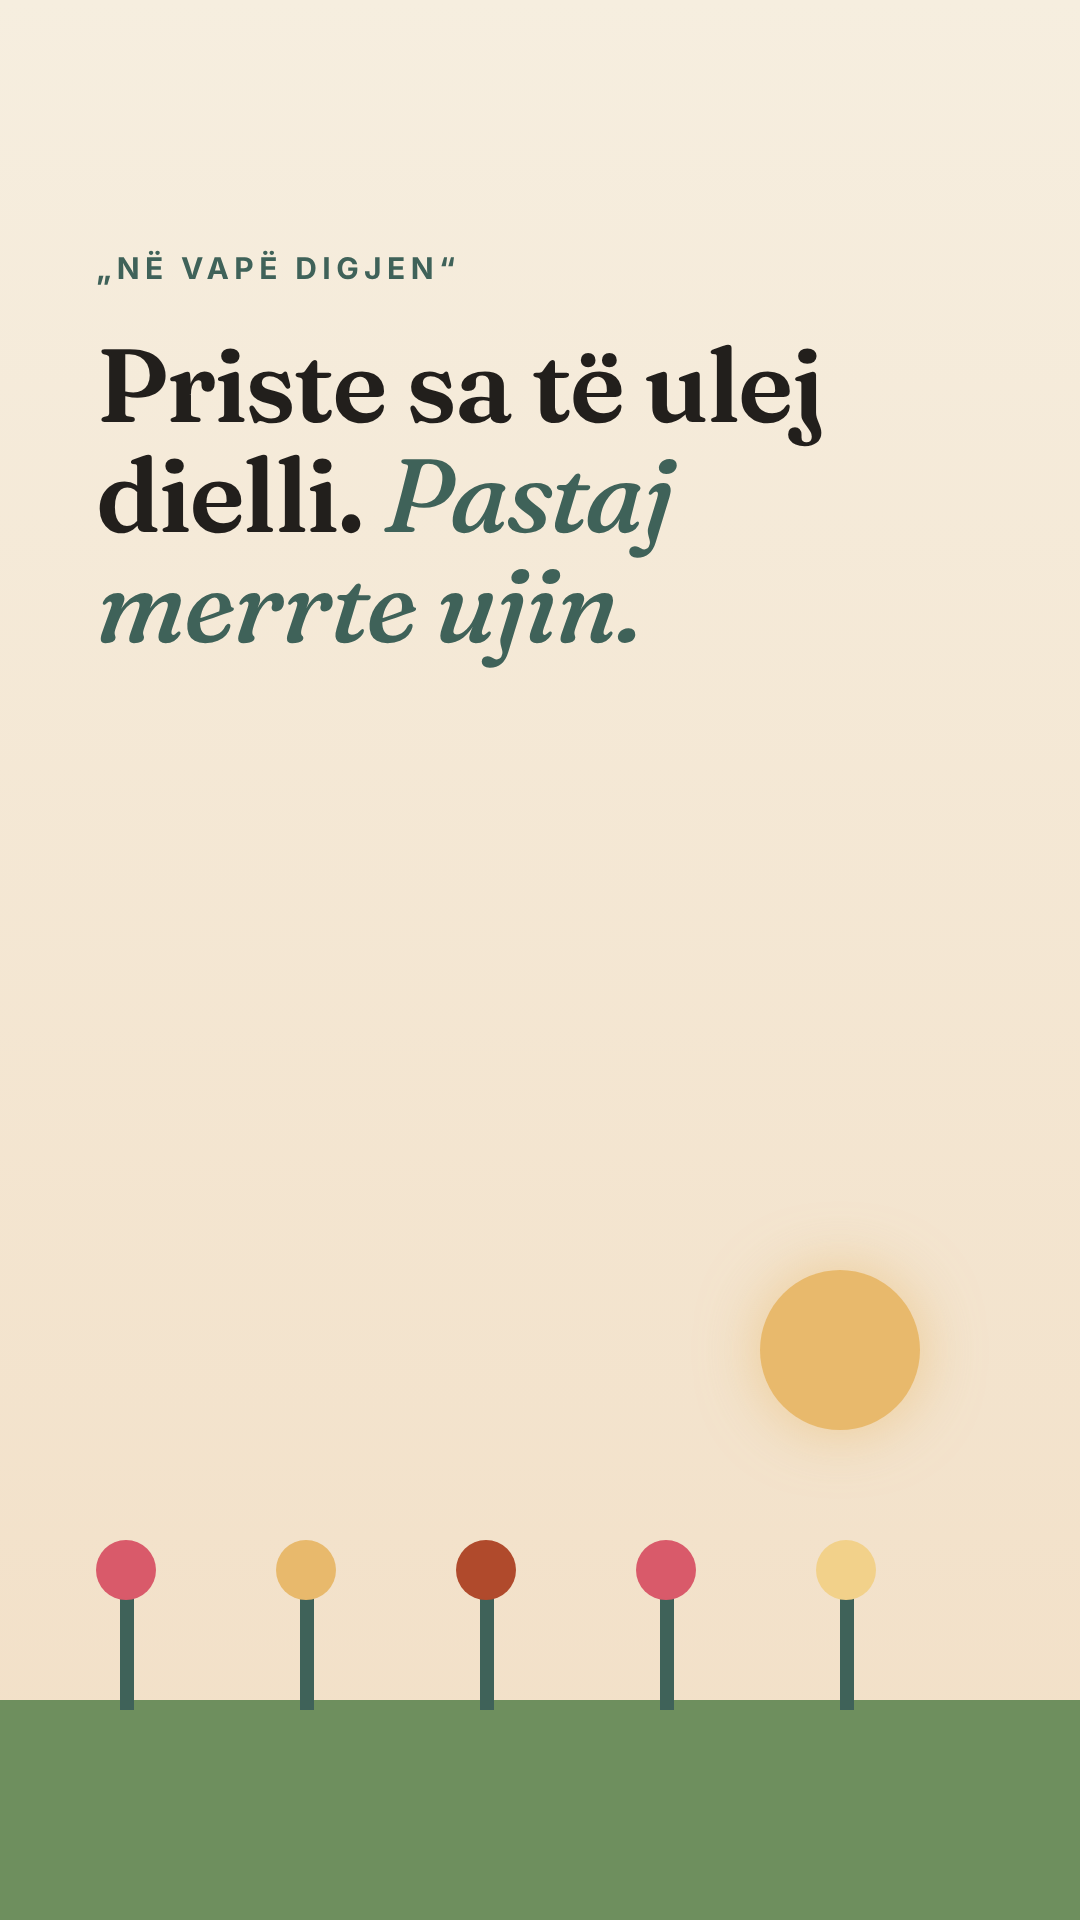 „NË VAPË DIGJEN“
Priste sa të ulej
dielli. Pastaj
merrte ujin.